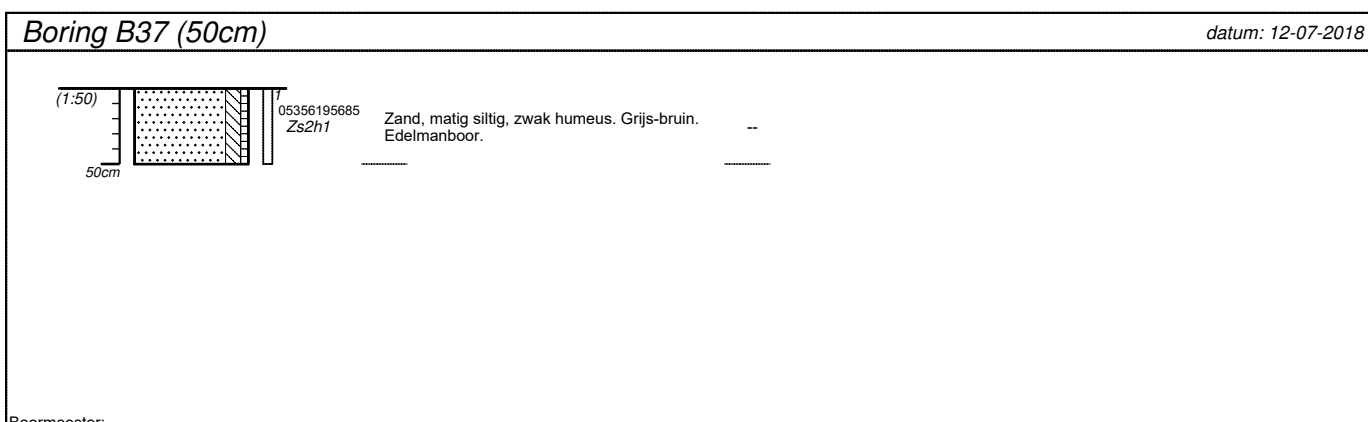 Boring B37 (50cm)
datum: 12-07-2018
(1:50)
1
05356195685
Zs2h1
Zand, matig siltig, zwak humeus. Grijs-bruin.
Edelmanboor.
--
50cm
Boormeester: